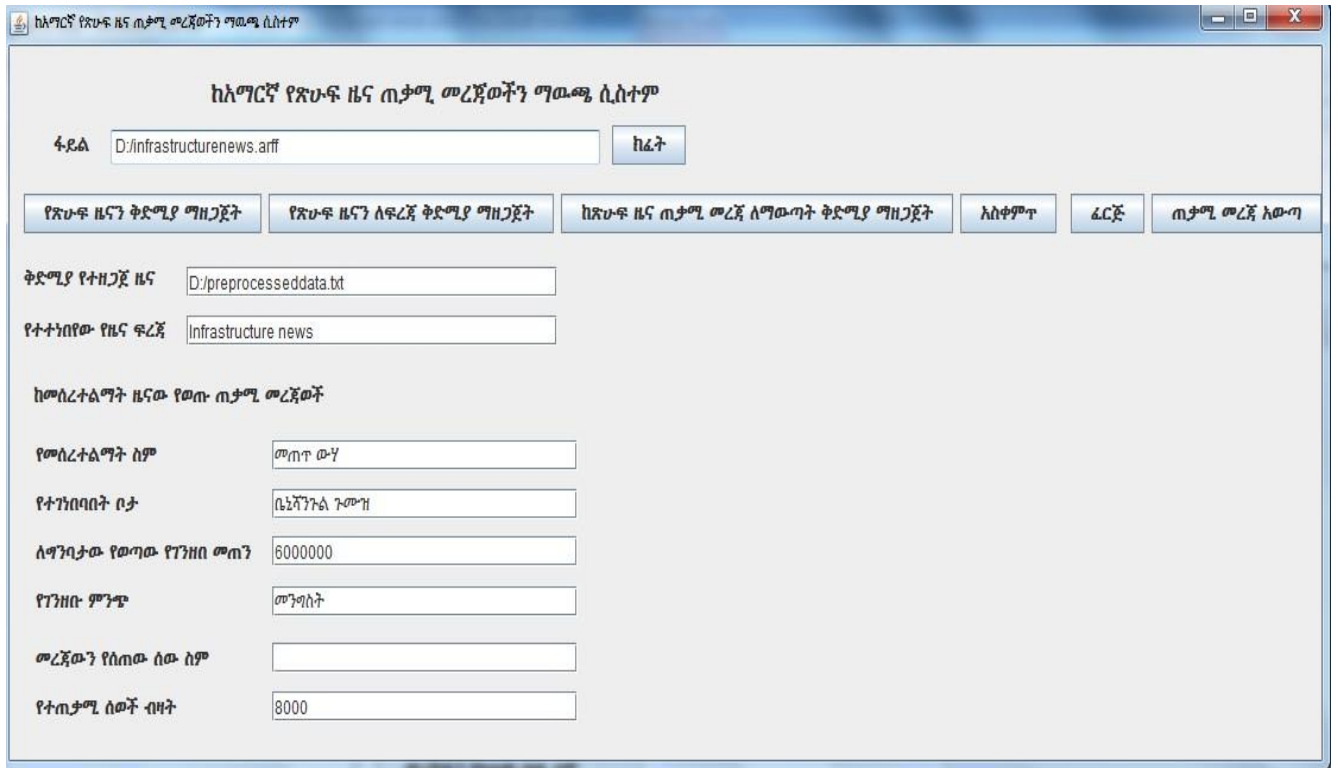 ከአማርኛ የጽሁፍ ዜና ጠቃሚ መረጃወችን ማዉጫ ሲስተም
ከአማርኛ የጽሁፍ ዜና ጠቃሚ መረጃወችን ማዉጫ ሲስተም
ፋይል D:/infrastructurenews.arff ክፈት
የጽሁፍ ዜናን ቅድሚያ ማዘጋጀት የጽሁፍ ዜናን ለፍረጃ ቅድሚያ ማዘጋጀት ከጽሁፍ ዜና ጠቃሚ መረጃ ለማውጣት ቅድሚያ ማዘጋጀት አስቀምጥ ፈርጅ ጠቃሚ መረጃ አውጣ
ቅድሚያ የተዘጋጀ ዜና D:/preprocesseddata.txt
የተተነበየው የዜና ፍረጃ Infrastructure news
ከመሰረተልማት ዜናው የወጡ ጠቃሚ መረጃወች
የመሰረተልማት ስም መጠጥ ውሃ
የተገነበባበት ቦታ ቤኒሻንጉል ጉሙዝ
ለግንባታው የወጣው የገንዘበ መጠን 6000000
የገንዘቡ ምንጭ መንግስት
መረጃውን የሰጠው ሰው ስም
የተጠቃሚ ሰወች ብዛት 8000